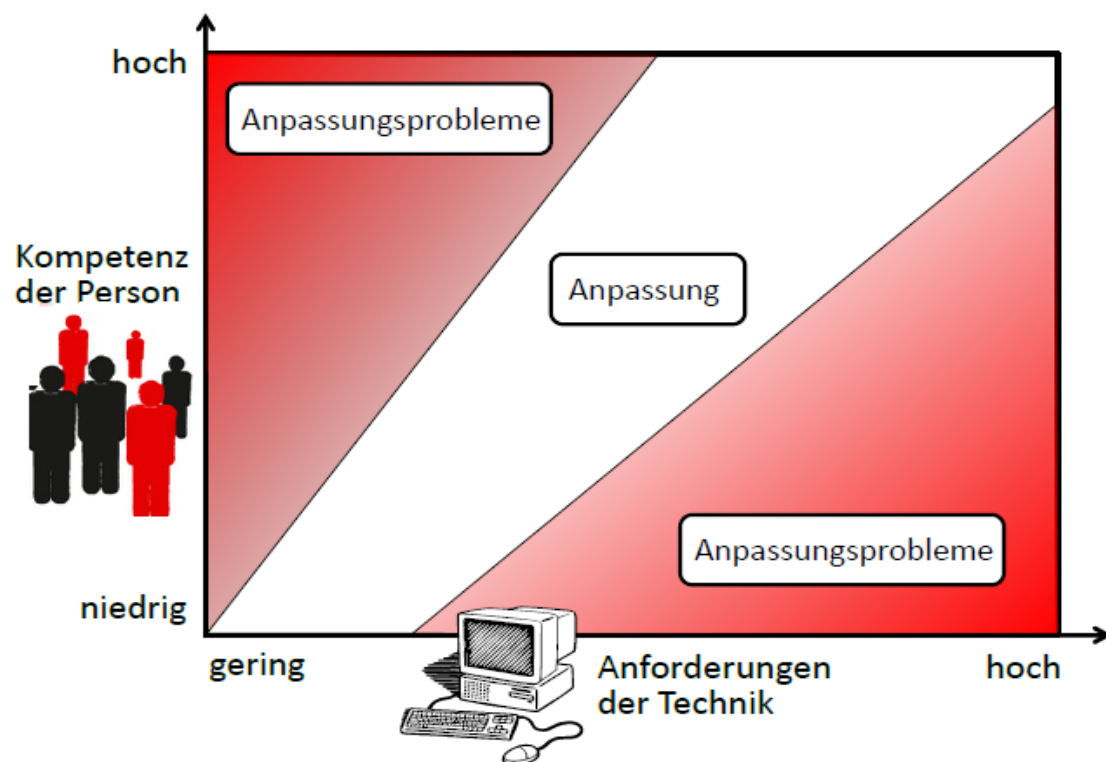 hoch
Anpassungsprobleme
Kompetenz
der Person
Anpassung
Anpassungsprobleme
niedrig
gering
Anforderungen
der Technik
hoch